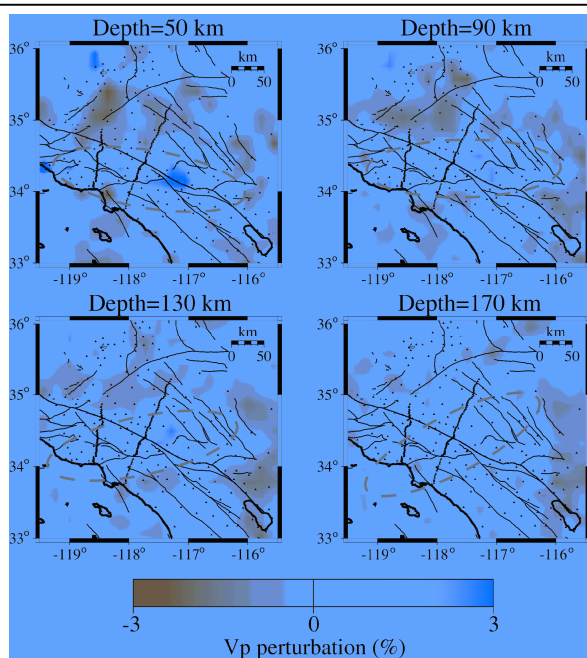 Depth=50 km Depth=90 km
36° km 0 50 36° km 0 50
35° 35°
34° 34°
33° 33°
-119° -118° -117° -116° -119° -118° -117° -116°
Depth=130 km Depth=170 km
36° km 0 50 36° km 0 50
35° 35°
34° 34°
33° 33°
-119° -118° -117° -116° -119° -118° -117° -116°
-3 0 3
Vp perturbation (%)